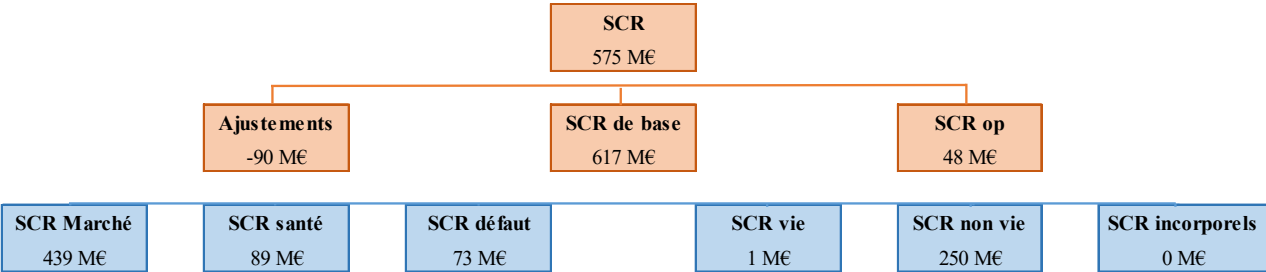 SCR
575 M€
Ajustements
-90 M€
SCR de base
617 M€
SCR op
48 M€
SCR Marché
439 M€
SCR santé
89 M€
SCR défaut
73 M€
SCR vie
1 M€
SCR non vie
250 M€
SCR incorporels
0 M€